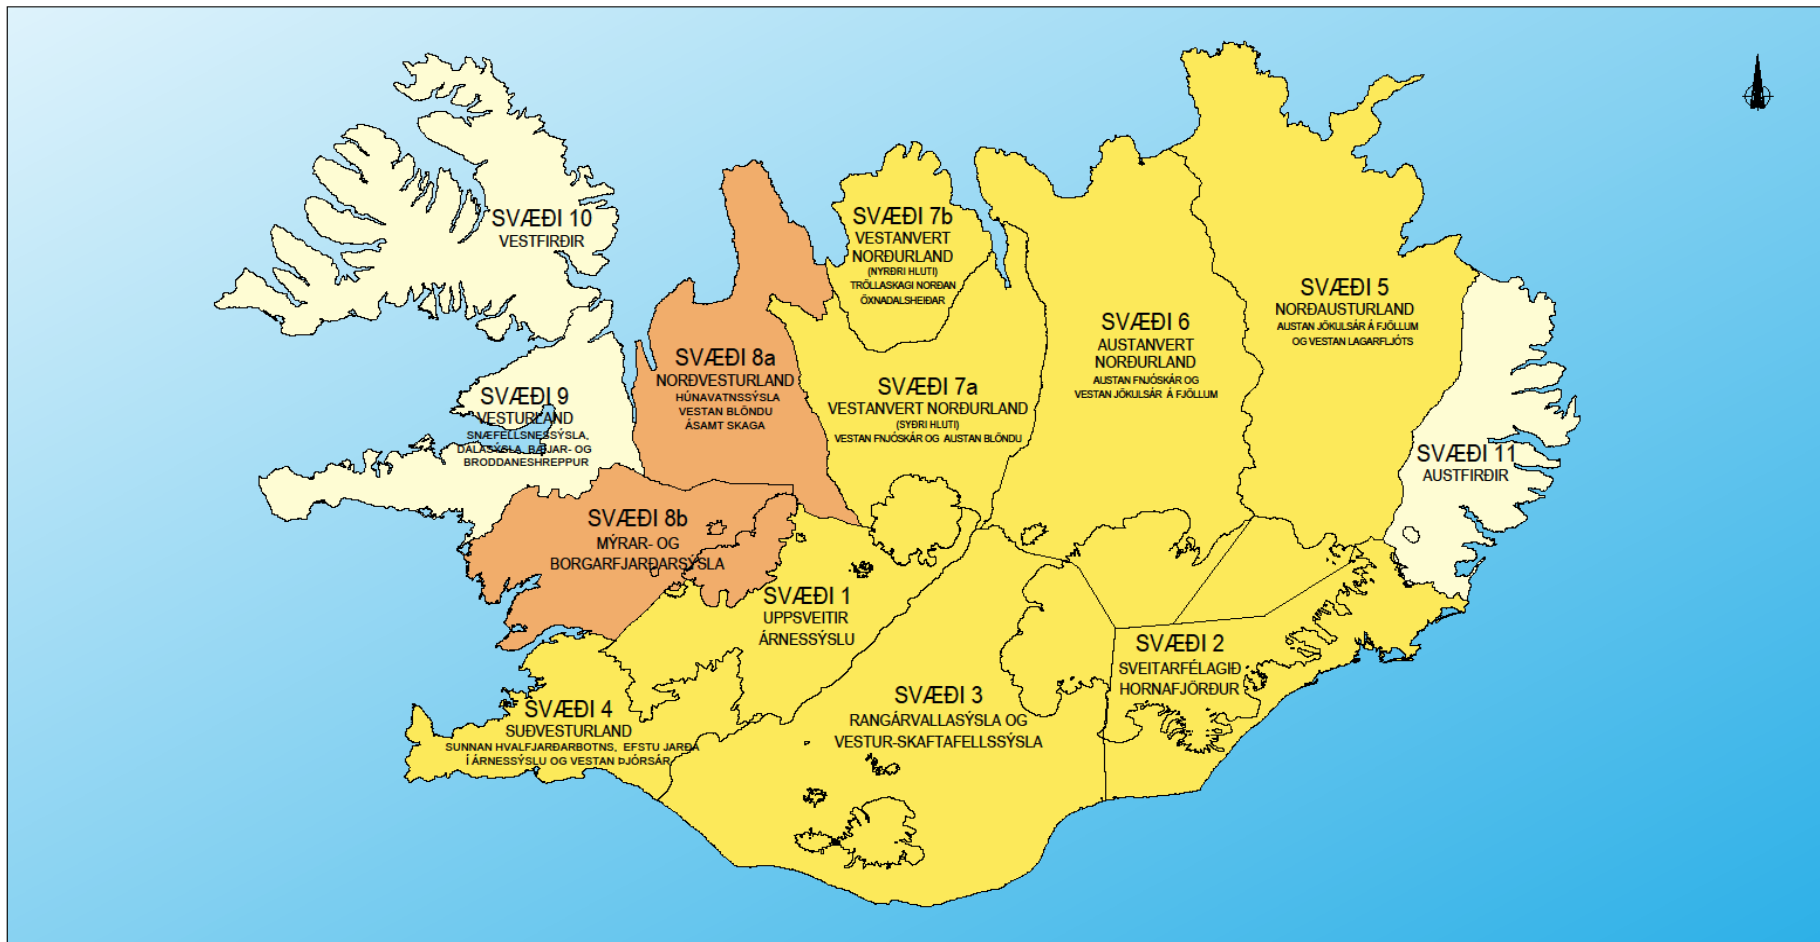 SVÆÐI 10
VESTFIRÐIR
SVÆÐI 7b
VESTANVERT
NORÐURLAND
(NYRÐRI HLUTI)
TRÖLLASKAGI NORÐAN
ÖXNADALSHEIÐAR
SVÆÐI 5
NORÐAUSTURLAND
AUSTAN JÖKULSÁR Á FJÖLLUM
OG VESTAN LAGARFLJÓTS
SVÆÐI 6
AUSTANVERT
NORÐURLAND
AUSTAN FNJÓSKÁR OG
VESTAN JÖKULSÁR Á FJÖLLUM
SVÆÐI 8a
NORÐVESTURLAND
HÚNAVATNSSÝSLA
VESTAN BLÖNDU
ÁSAMT SKAGA
SVÆÐI 7a
VESTANVERT NORÐURLAND
(SYÐRI HLUTI)
VESTAN FNJÓSKÁR OG AUSTAN BLÖNDU
SVÆÐI 9
VESTURLAND
SNÆFELLSNESSÝSLA,
DALASÝSLA, BÆJAR- OG
BRODDANESHREPPUR
SVÆÐI 11
AUSTFIRÐIR
SVÆÐI 8b
MÝRAR- OG
BORGARFJARÐARSÝSLA
SVÆÐI 1
UPPSVEITIR
ÁRNESSÝSLU
SVÆÐI 2
SVEITARFÉLAGIÐ
HORNAFJÖRÐUR
SVÆÐI 3
RANGÁRVALLASÝSLA OG
VESTUR-SKAFTAFELLSSÝSLA
SVÆÐI 4
SUÐVESTURLAND
SUNNAN HVALFJARÐARBOTNS, EFSTU JARÐA
Í ÁRNESSÝSLU OG VESTAN ÞJÓRSÁR